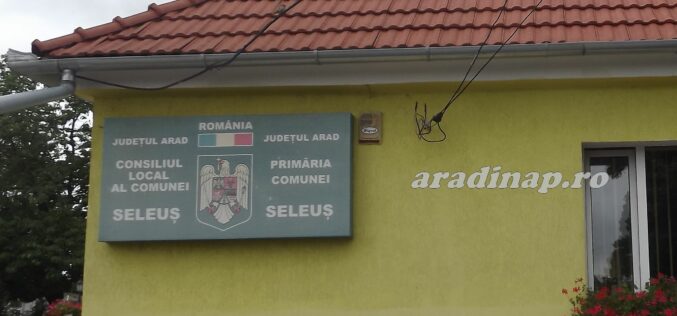 ROMÂNIA
JUDEȚUL ARAD
CONSILIUL
LOCAL
AL COMUNEI
SELEUȘ
JUDEȚUL ARAD
PRIMĂRIA
COMUNEI
SELEUȘ
aradinap.ro